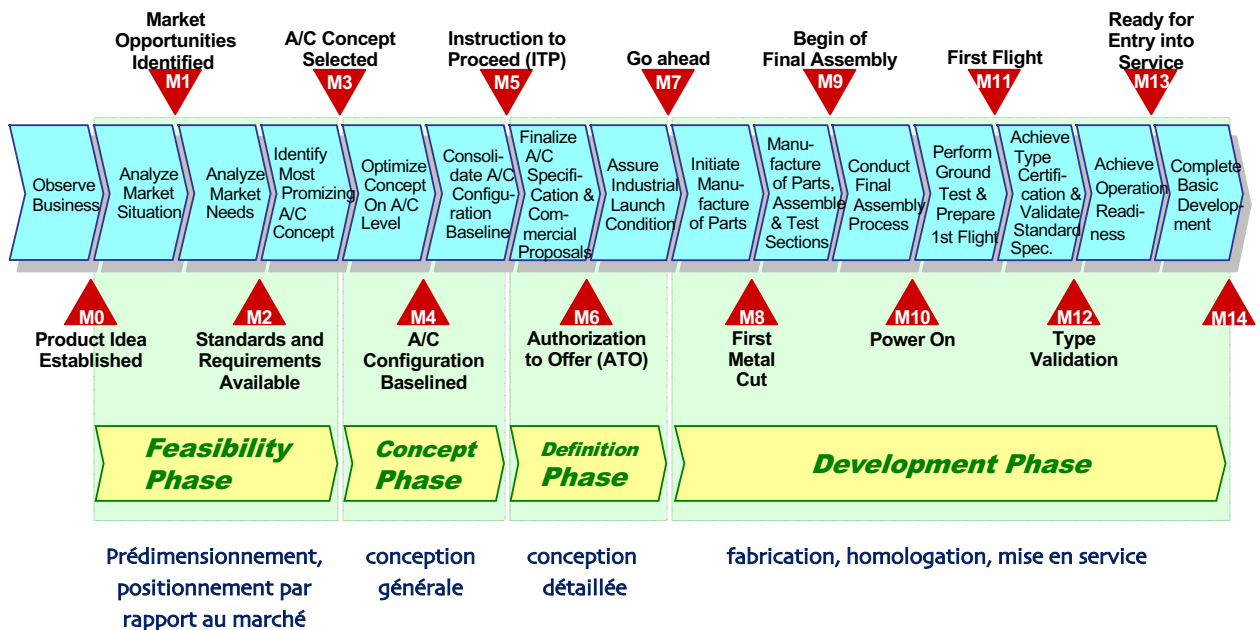 Market
Opportunities
Identified
M1
A/C Concept
Selected
M3
Instruction to
Proceed (ITP)
M5
Go ahead
M7
Begin of
Final Assembly
M9
First Flight
M11
Ready for
Entry into
Service
M13
Observe
Business
Analyze
Market
Situation
Analyze
Market
Needs
Identify
Most
Promizing
A/C
Concept
Optimize
Concept
On A/C
Level
Consoli-
date A/C
Configu-
ration
Baseline
Finalize
A/C
Specifi-
cation &
Com-
mercial
Proposals
Assure
Industrial
Launch
Condition
Initiate
Manu-
facture
of Parts
Manu-
facture
of Parts,
Assemble
& Test
Sections
Conduct
Final
Assembly
Process
Perform
Ground
Test &
Prepare
1st Flight
Achieve
Type
Certifi-
cation &
Validate
Standard
Spec.
Achieve
Operation
Readi-
ness
Complete
Basic
Develop-
ment
M0
Product Idea
Established
M2
Standards and
Requirements
Available
M4
A/C
Configuration
Baselined
M6
Authorization
to Offer (ATO)
M8
First
Metal
Cut
M10
Power On
M12
Type
Validation
M14
Feasibility
Phase
Concept
Phase
Definition
Phase
Development Phase
Prédimensionnement,
positionnement par
rapport au marché
conception
générale
conception
détaillée
fabrication, homologation, mise en service